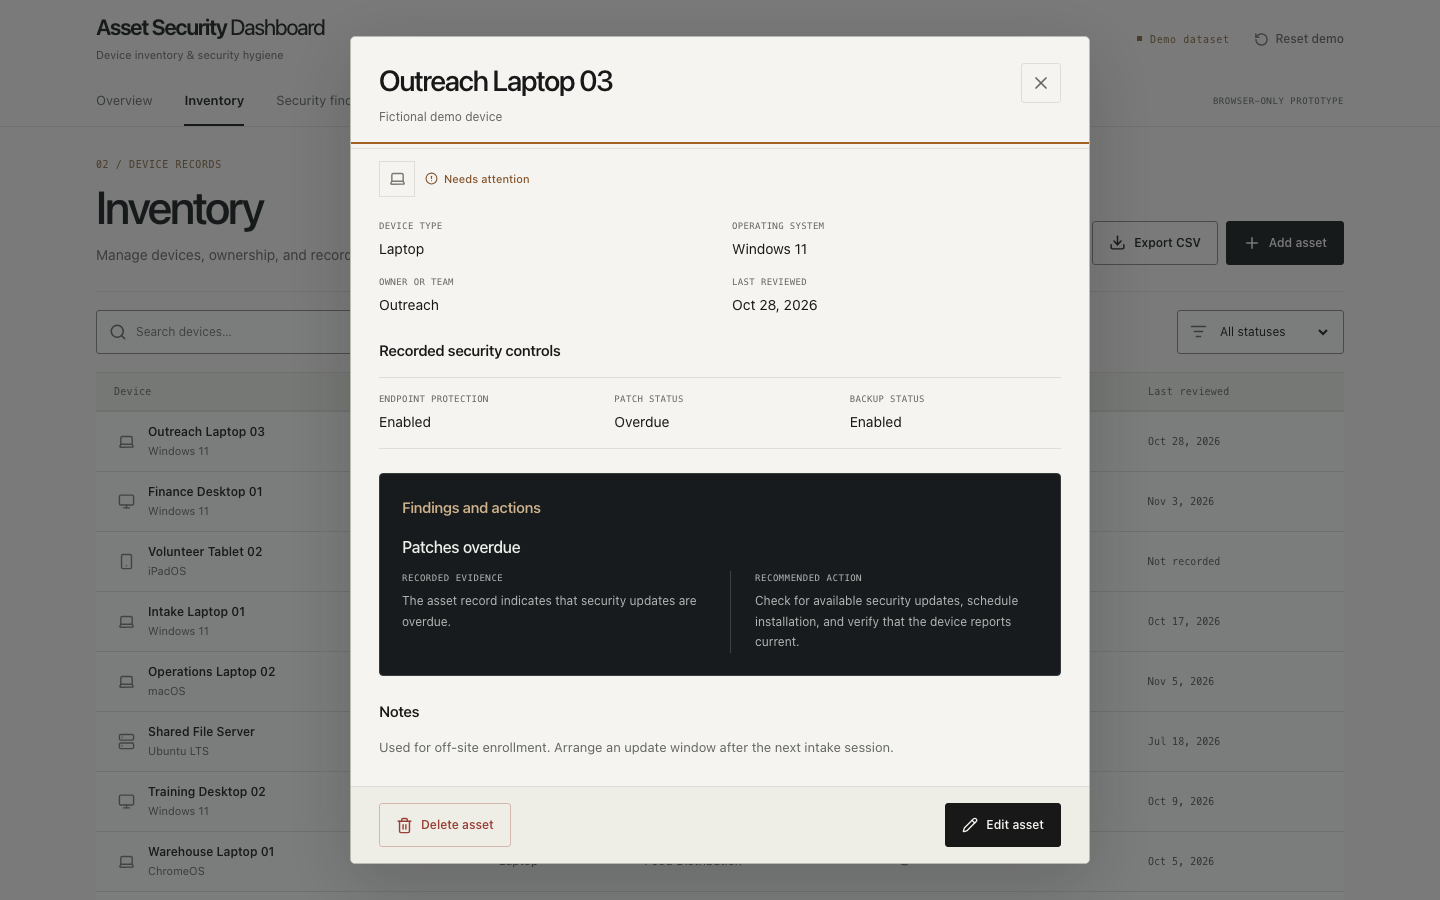 Asset Security Dashboard
Device inventory & security hygiene
Demo dataset
Reset demo
Overview
Inventory
Security
BROWSER-ONLY PROTOTYPE
02 / DEVICE RECORDS
Inventory
Manage devices, ownership, and
Export CSV
Add asset
Search devices...
All statuses
Device
Last reviewed
Outreach Laptop 03
Windows 11
Oct 28, 2026
Finance Desktop 01
Windows 11
Nov 3, 2026
Volunteer Tablet 02
iPadOS
Not recorded
Intake Laptop 01
Windows 11
Oct 17, 2026
Operations Laptop 02
macOS
Nov 5, 2026
Shared File Server
Ubuntu LTS
Jul 18, 2026
Training Desktop 02
Windows 11
Oct 9, 2026
Warehouse Laptop 01
ChromeOS
Oct 5, 2026
Outreach Laptop 03
Fictional demo device
Needs attention
DEVICE TYPE
Laptop
OPERATING SYSTEM
Windows 11
OWNER OR TEAM
Outreach
LAST REVIEWED
Oct 28, 2026
Recorded security controls
ENDPOINT PROTECTION
Enabled
PATCH STATUS
Overdue
BACKUP STATUS
Enabled
Findings and actions
Patches overdue
RECORDED EVIDENCE
The asset record indicates that security updates are
overdue.
RECOMMENDED ACTION
Check for available security updates, schedule
installation, and verify that the device reports
current.
Notes
Used for off-site enrollment. Arrange an update window after the next intake session.
Delete asset
Edit asset